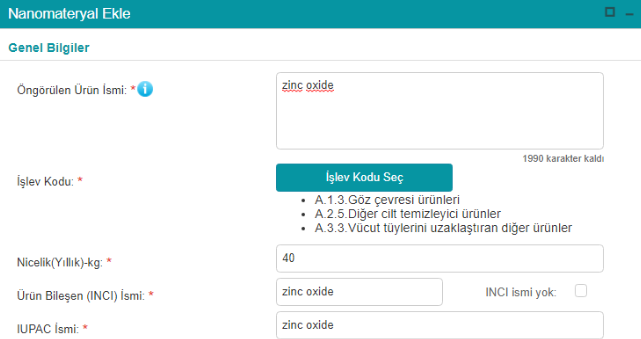 Nanomateryal Ekle
Genel Bilgiler
Öngörülen Ürün İsmi: *
zinc oxide
1990 karakter kaldı
İşlev Kodu: *
İşlev Kodu Seç
• A.1.3.Göz çevresi ürünleri
• A.2.5.Diğer cilt temizleyici ürünler
• A.3.3.Vücut tüylerini uzaklaştıran diğer ürünler
Nicelik(Yıllık)-kg: *
40
Ürün Bileşen (INCI) İsmi: *
zinc oxide
INCI ismi yok:
IUPAC İsmi: *
zinc oxide